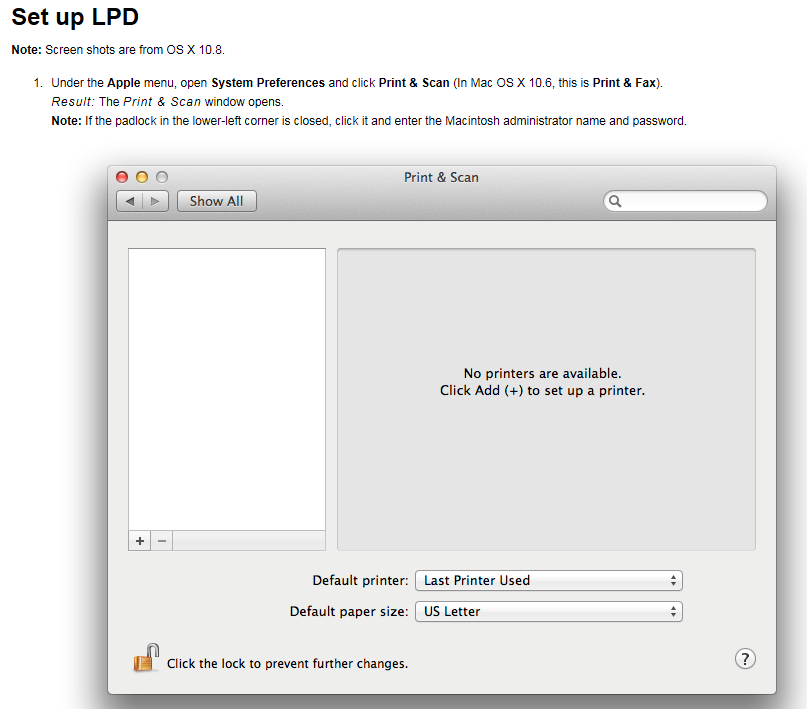 Set up LPD
Note: Screen shots are from OS X 10.8.
1. Under the Apple menu, open System Preferences and click Print & Scan (In Mac OS X 10.6, this is Print & Fax).
Result: The Print & Scan window opens.
Note: If the padlock in the lower-left corner is closed, click it and enter the Macintosh administrator name and password.
Print & Scan
Show All
No printers are available.
Click Add (+) to set up a printer.
+ −
Default printer: Last Printer Used
Default paper size: US Letter
Click the lock to prevent further changes.
?